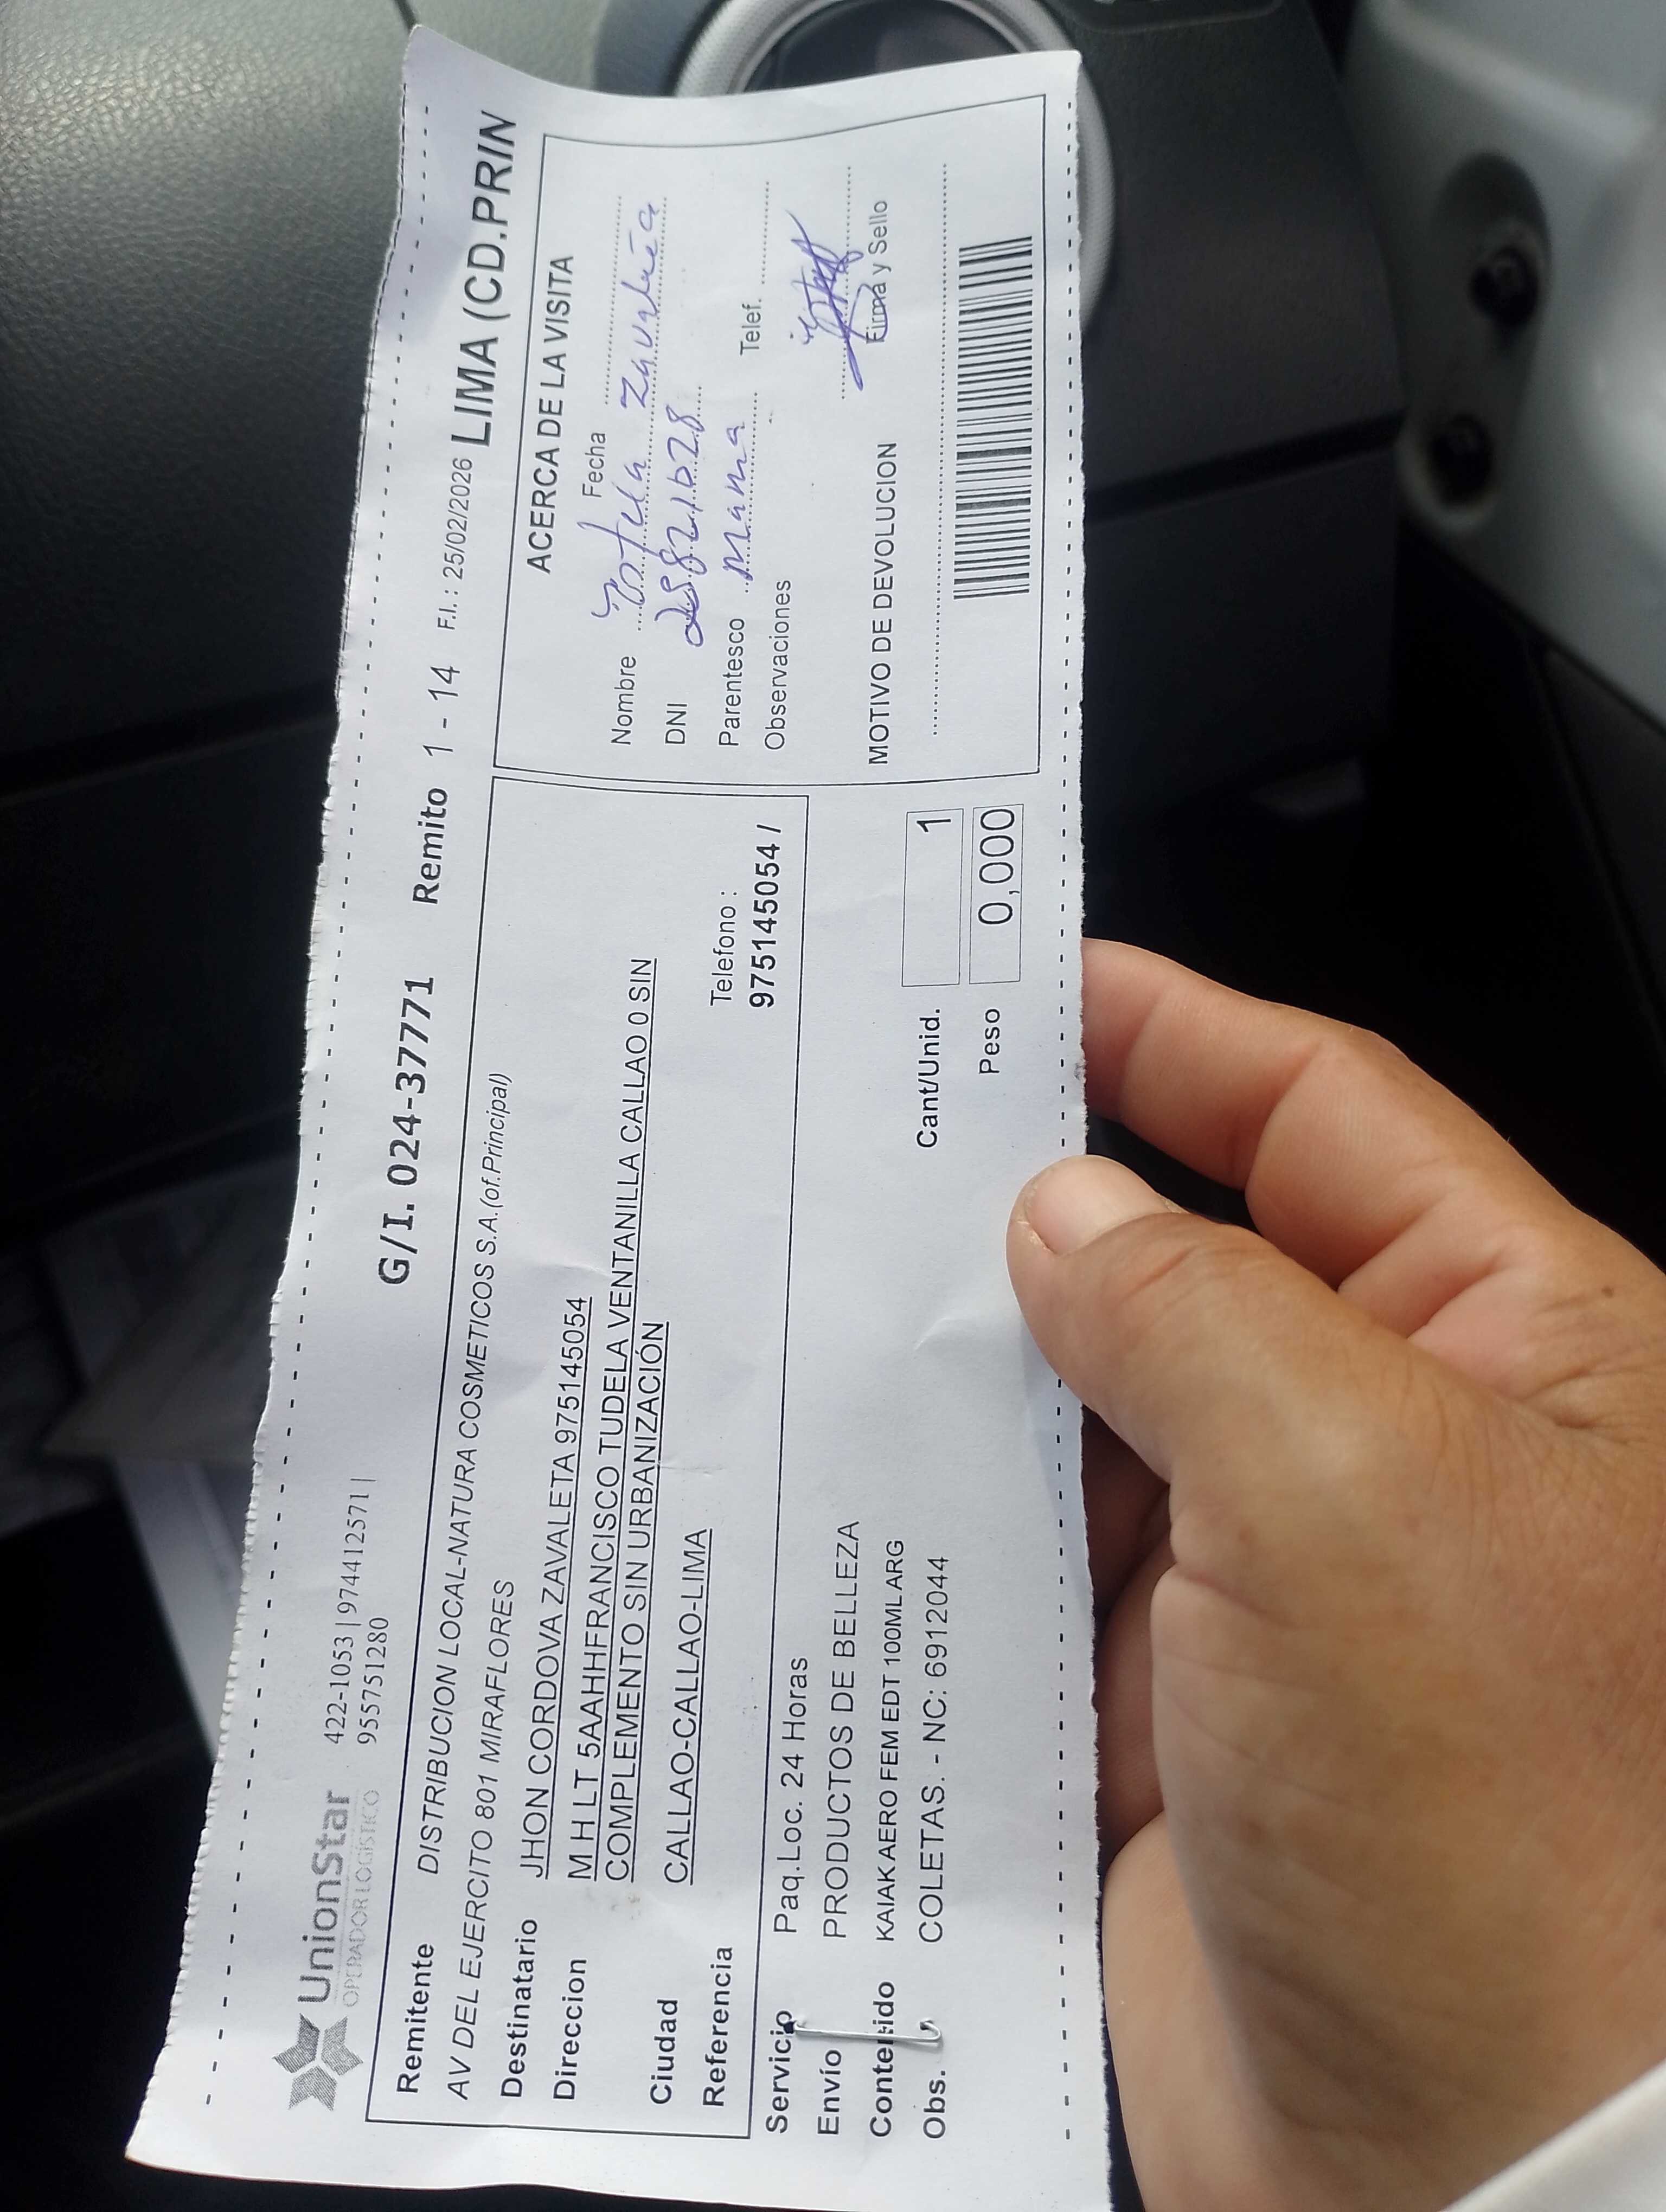 UnionStar
OPERADOR LOGÍSTICO
422-1053 | 974412571 |
955751280
G/I. 024-37771 Remito 1 - 14 F.I.: 25/02/2026 LIMA (CD.PRIN
Remitente DISTRIBUCION LOCAL-NATURA COSMETICOS S.A.(of.Principal)
AV DEL EJERCITO 801 MIRAFLORES
Destinatario JHON CORDOVA ZAVALETA 975145054
Direccion M H LT 5AAHHFRANCISCO TUDELA VENTANILLA CALLAO 0 SIN
COMPLEMENTO SIN URBANIZACIÓN
Ciudad CALLAO-CALLAO-LIMA
Referencia
Telefono :
975145054 /
Servicio Paq.Loc. 24 Horas
Envío PRODUCTOS DE BELLEZA
Contenido KAIAKAERO FEM EDT 100ML ARG
Obs. COLETAS. - NC: 6912044
Cant/Unid. 1
Peso 0,000
ACERCA DE LA VISITA
Fecha
Nombre
DNI
Parentesco Mama Telef.
Observaciones
Firma y Sello
MOTIVO DE DEVOLUCION